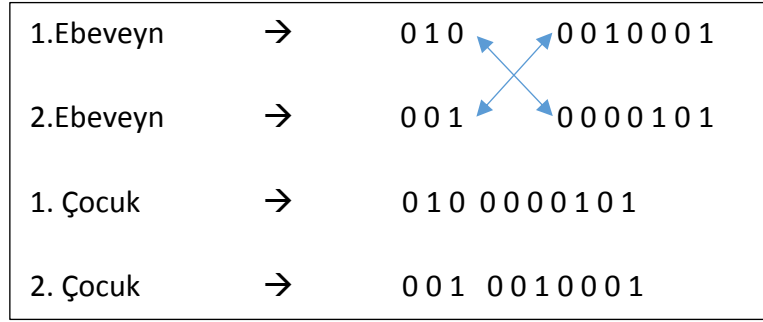 1.Ebeveyn → 0 1 0 0 0 1 0 0 0 1
2.Ebeveyn → 0 0 1 0 0 0 0 1 0 1
1. Çocuk → 0 1 0 0 0 0 0 1 0 1
2. Çocuk → 0 0 1 0 0 1 0 0 0 1